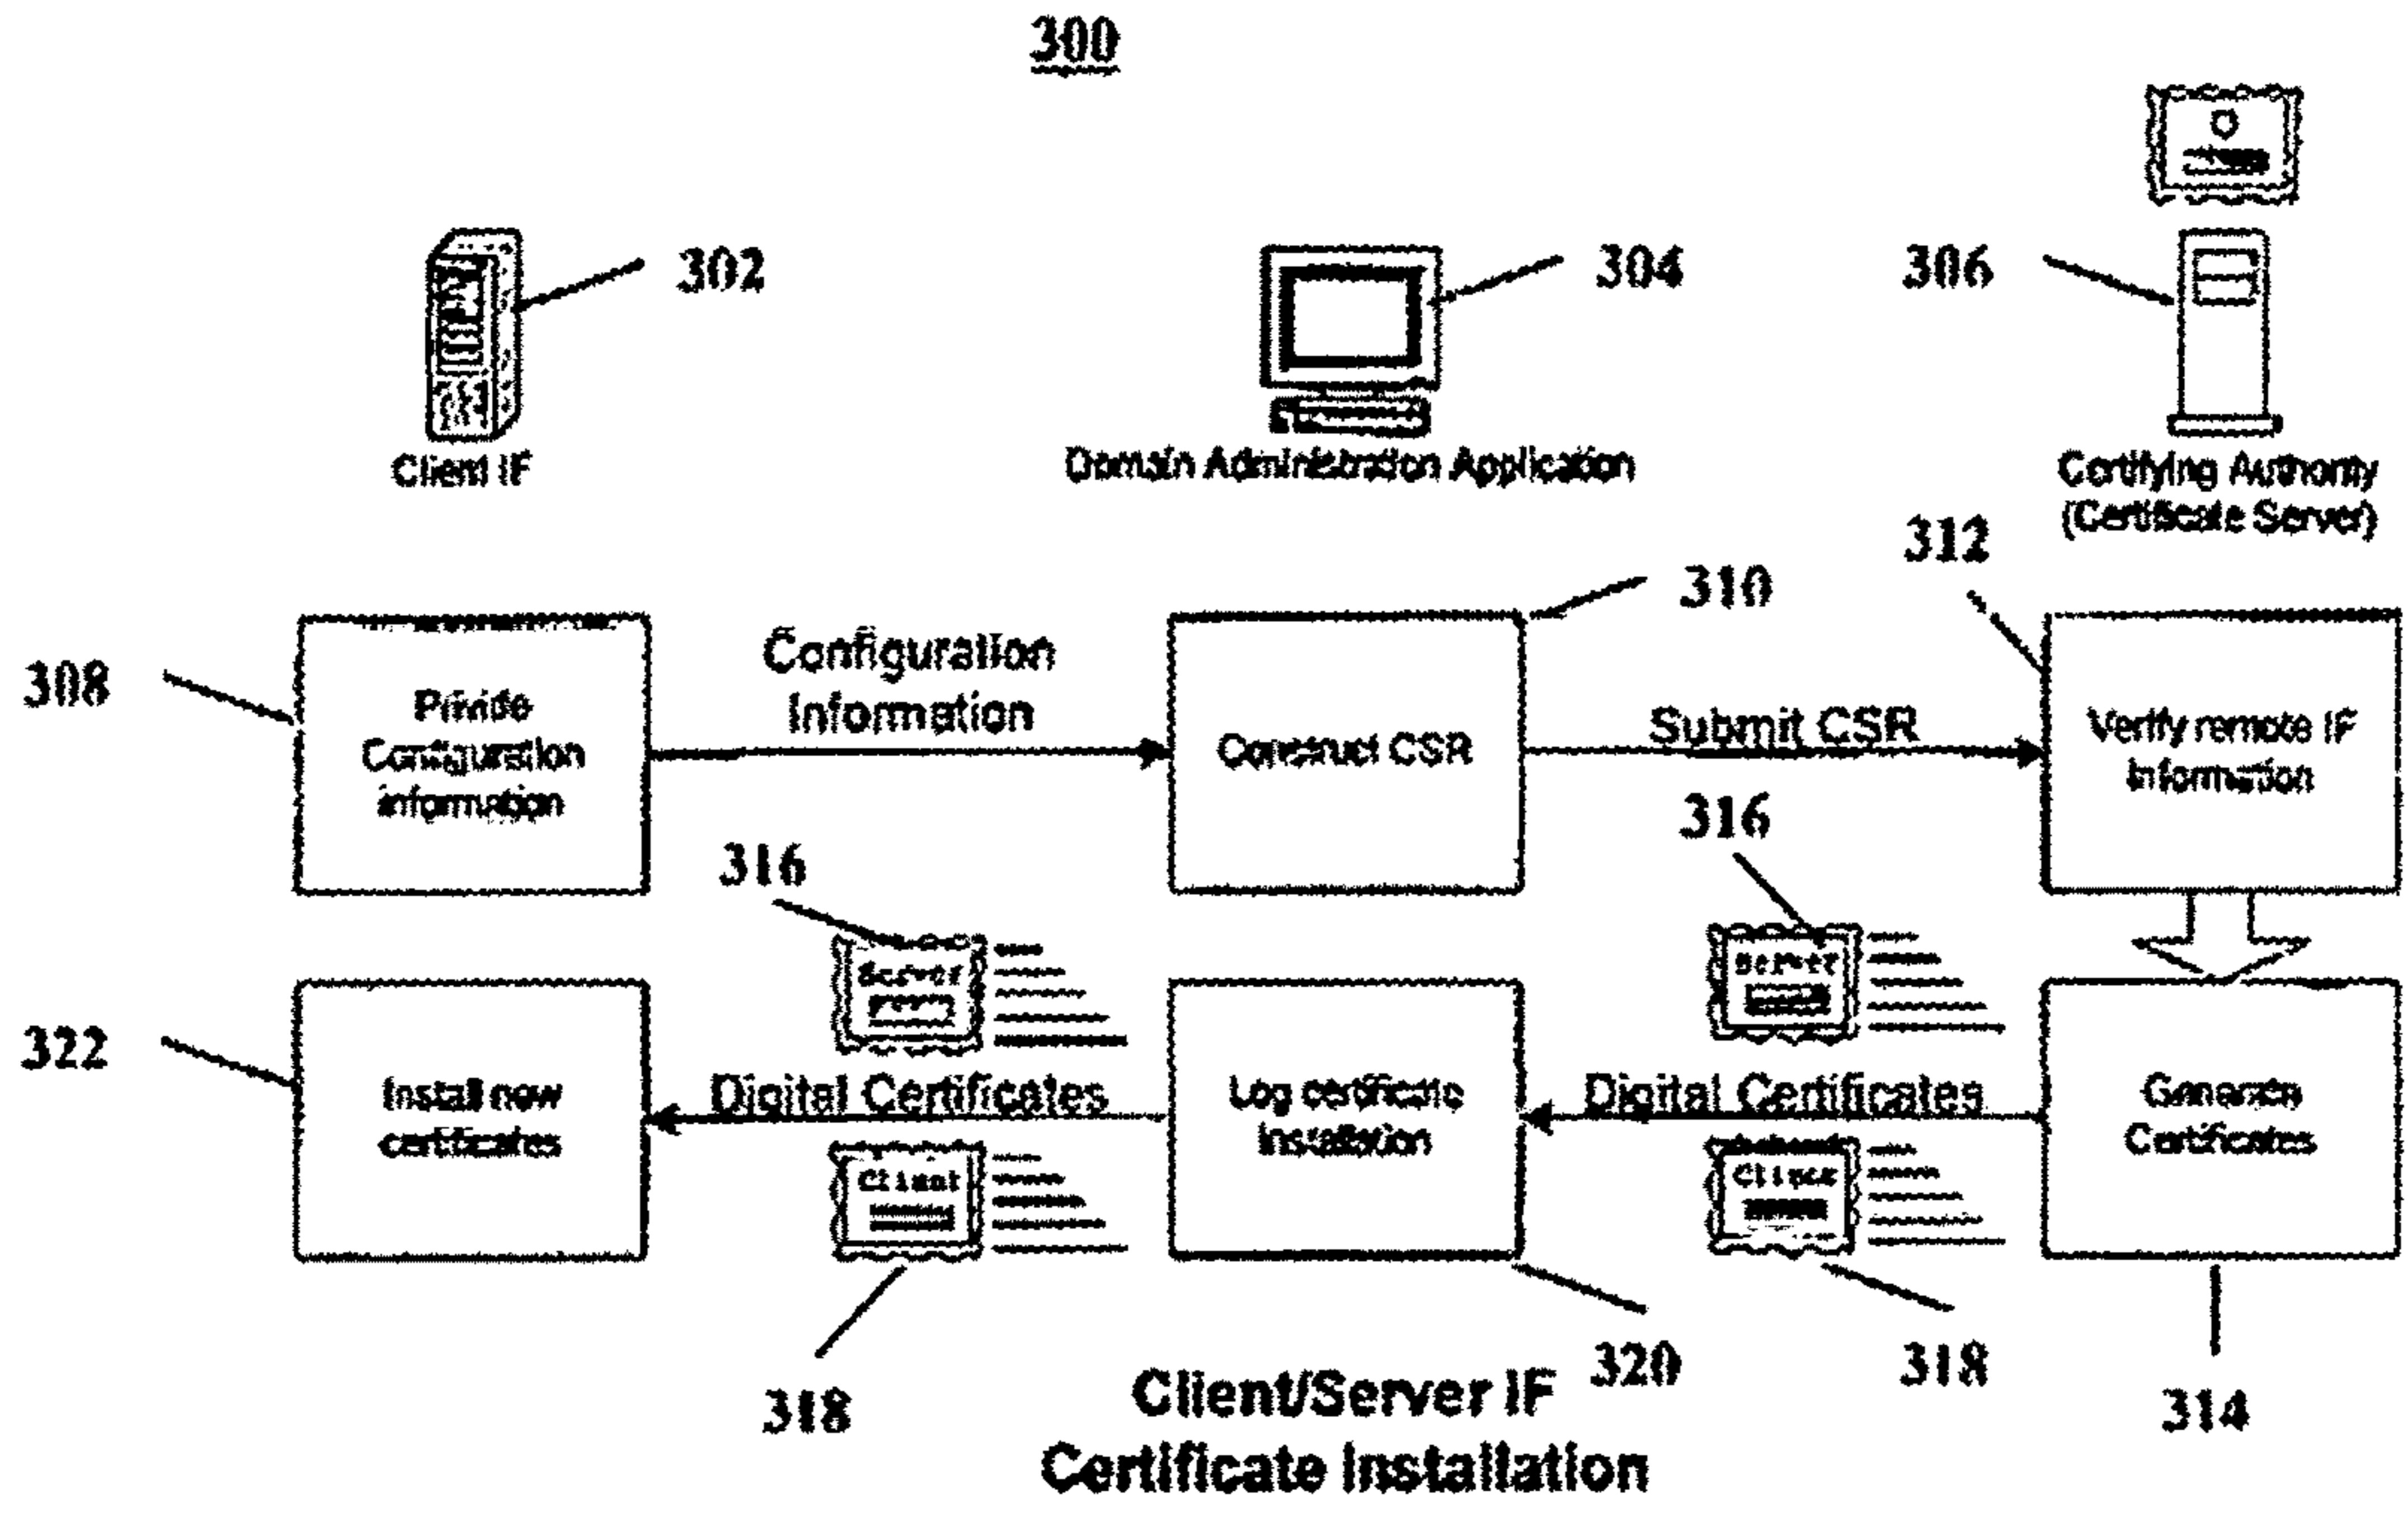 300
302
304
306
Client IF
Domain Administration Application
Certifying Authority
(Certificate Server)
312
310
308
Configuration
information
Configuration
Information
Construct CSR
Submit CSR
Verify remote IF
Information
316
316
Server
Server
322
Install new
certificates
Digital Certificates
Log certificate
Installation
Digital Certificates
Generate
Certificates
Client
Client
318
320
318
314
Client/Server IF
Certificate Installation